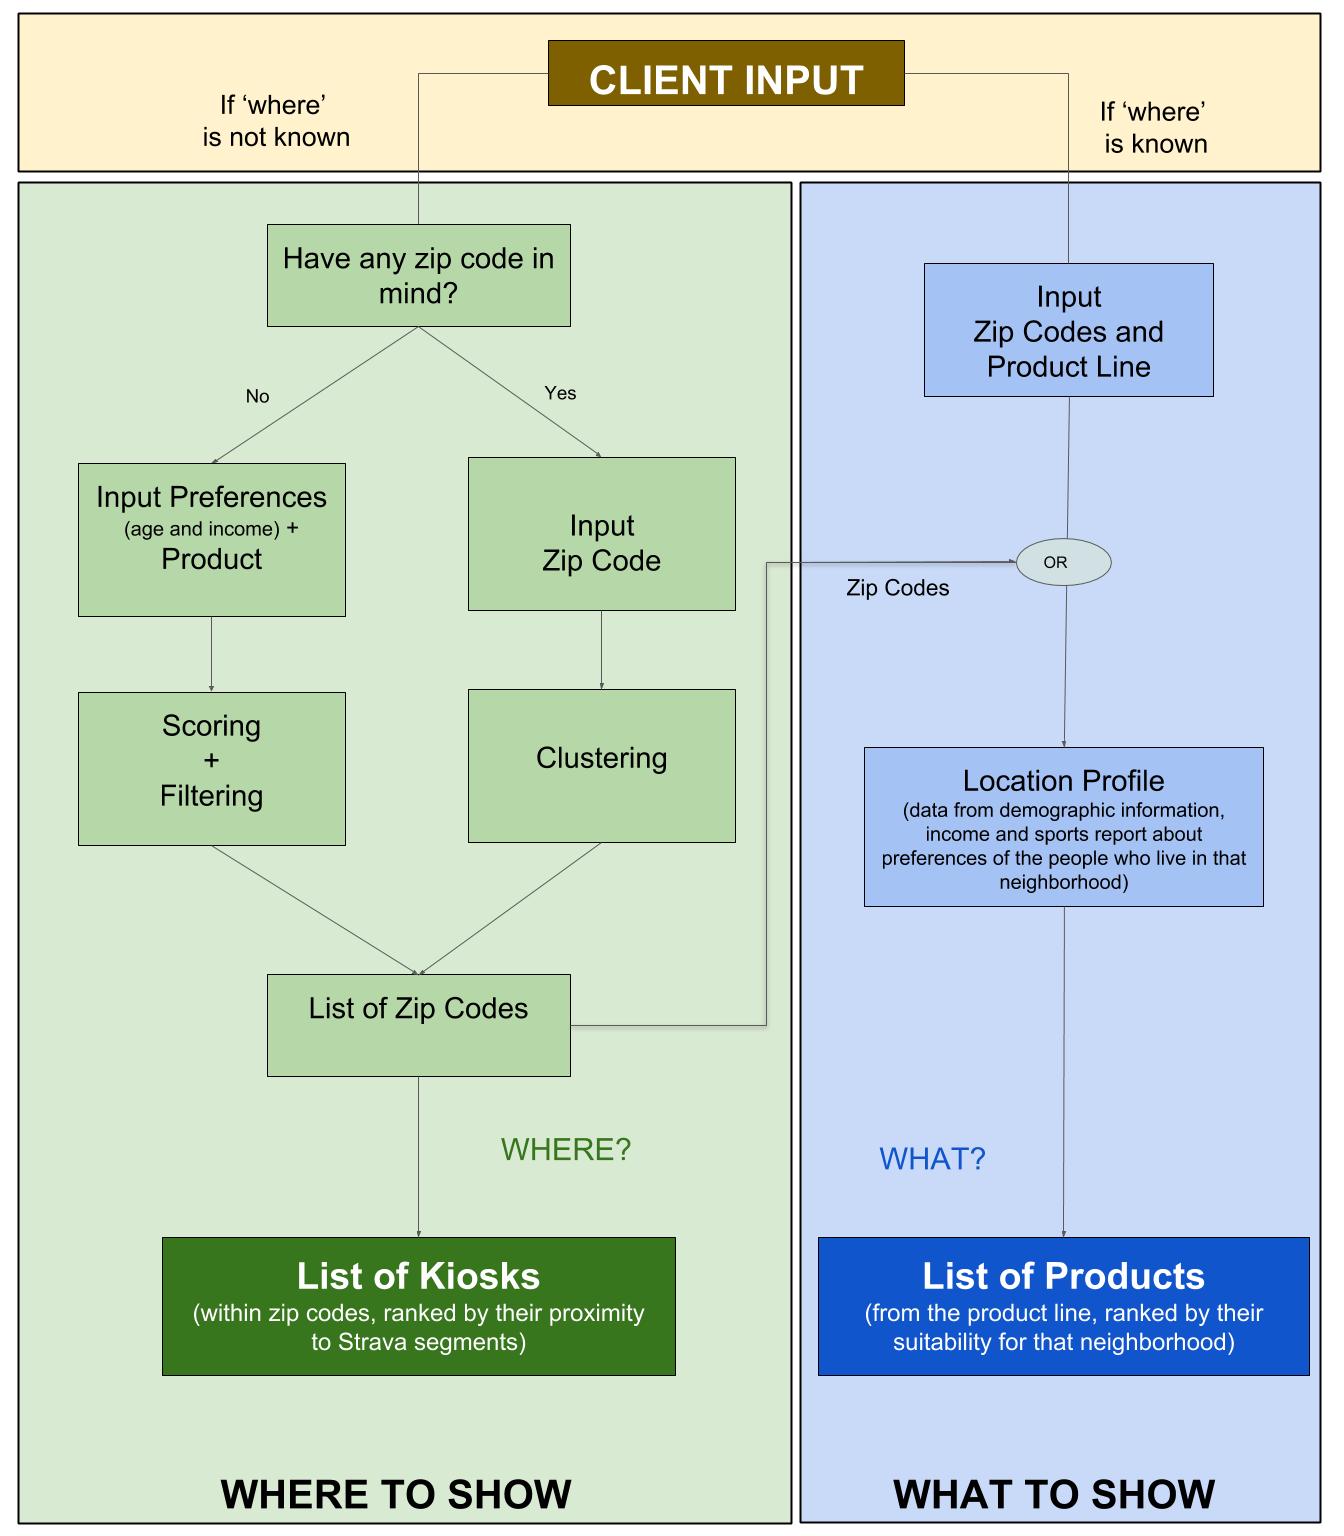 CLIENT INPUT
If ‘where’
is not known
If ‘where’
is known
Have any zip code in
mind?
No
Yes
Input Preferences
(age and income) +
Product
Input
Zip Code
Scoring
+
Filtering
Clustering
List of Zip Codes
WHERE?
List of Kiosks
(within zip codes, ranked by their proximity
to Strava segments)
WHERE TO SHOW
Input
Zip Codes and
Product Line
OR
Zip Codes
Location Profile
(data from demographic information,
income and sports report about
preferences of the people who live in that
neighborhood)
WHAT?
List of Products
(from the product line, ranked by their
suitability for that neighborhood)
WHAT TO SHOW